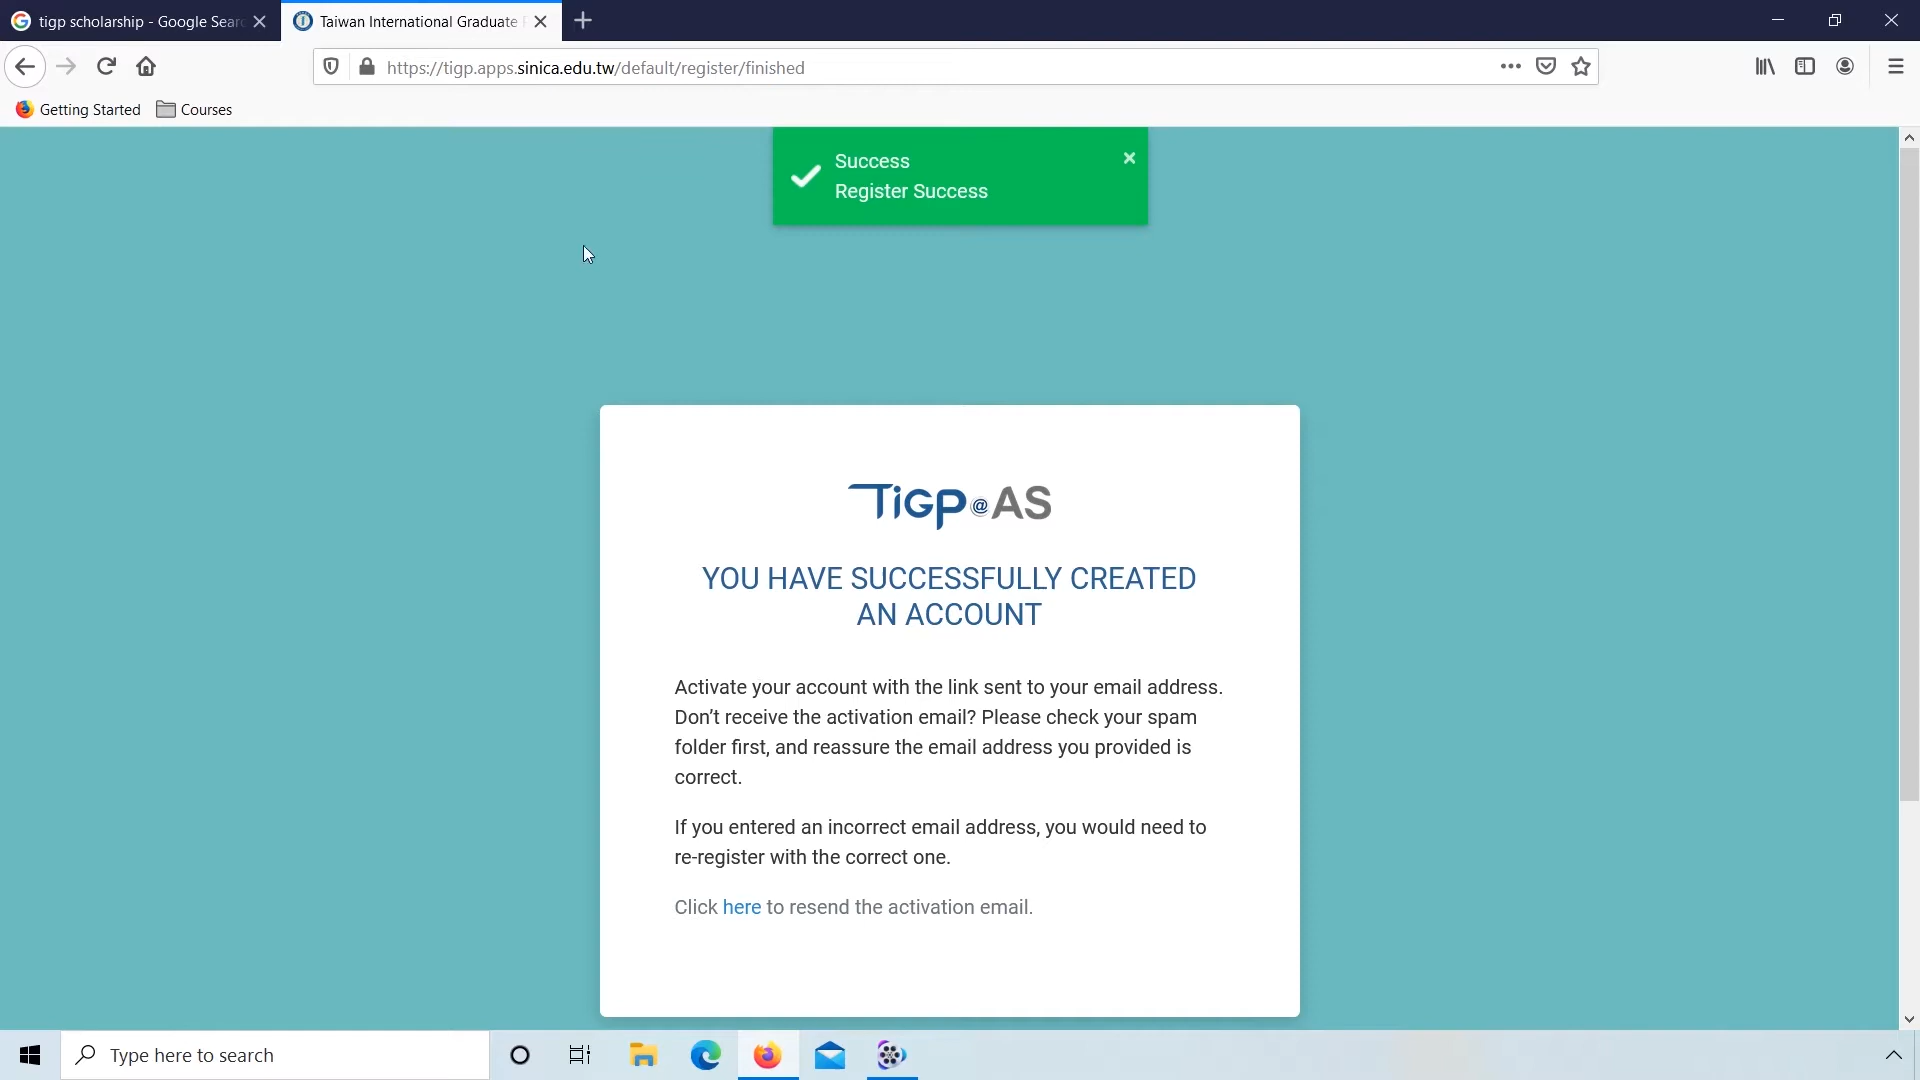 tigp scholarship - Google Sear
Taiwan International Graduate
https://tigp.apps.sinica.edu.tw/default/register/finished
Getting Started
Courses
Success
Register Success
TiGP@AS
YOU HAVE SUCCESSFULLY CREATED
AN ACCOUNT
Activate your account with the link sent to your email address.
Don't receive the activation email? Please check your spam
folder first, and reassure the email address you provided is
correct.
If you entered an incorrect email address, you would need to
re-register with the correct one.
Click here to resend the activation email.
Type here to search